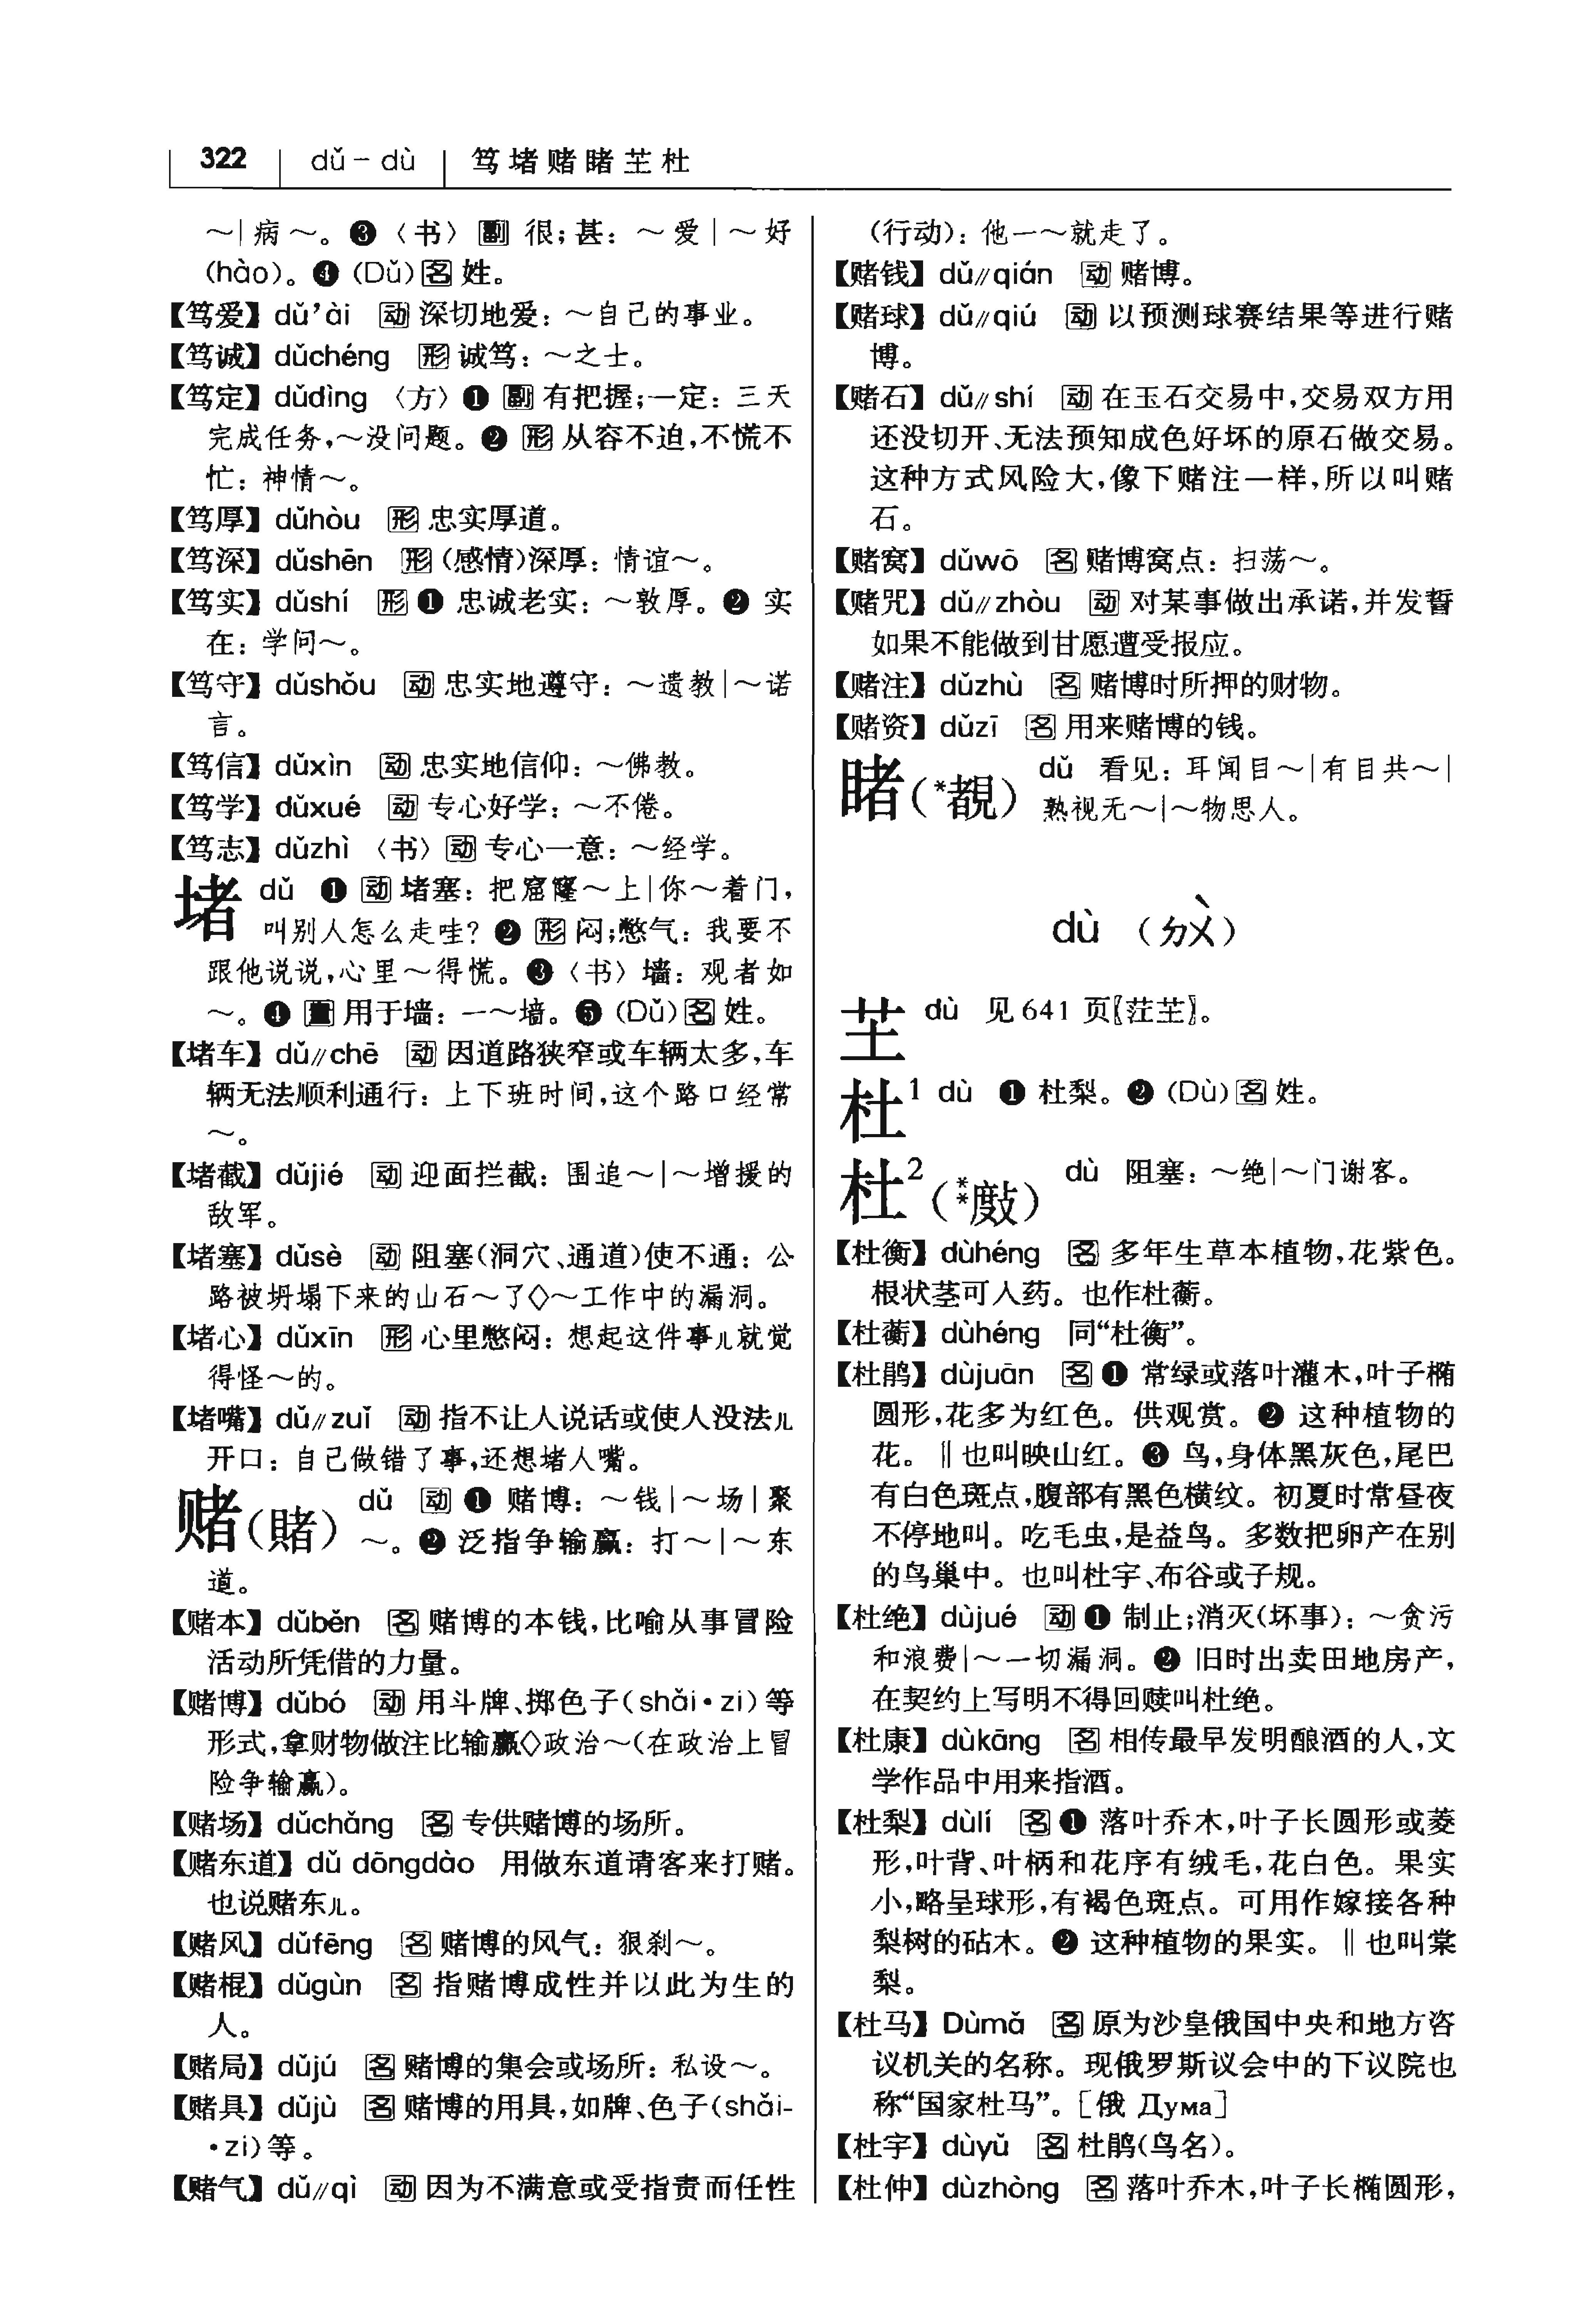 322 dǔ－dù 笃堵赌睹芏杜
～|病～。❸〈书〉副 很；甚：～爱|～好
(hào)。❹ (Dǔ)名 姓。
【笃爱】dǔ’ài 动 深切地爱：～自己的事业。
【笃诚】dǔchéng 形 诚笃：～之士。
【笃定】dǔdìng 〈方〉❶ 副 有把握；一定：三天
完成任务，～没问题。❷ 形 从容不迫，不慌不
忙：神情～。
【笃厚】dǔhòu 形 忠实厚道。
【笃深】dǔshēn 形 (感情)深厚：情谊～。
【笃实】dǔshí 形 ❶ 忠诚老实：～敦厚。❷ 实
在：学问～。
【笃守】dǔshǒu 动 忠实地遵守：～遗教|～诺
言。
【笃信】dǔxìn 动 忠实地信仰：～佛教。
【笃学】dǔxué 动 专心好学：～不倦。
【笃志】dǔzhì 〈书〉动 专心一意：～经学。
堵 dǔ ❶ 动 堵塞：把窟窿～上|你～着门，
叫别人怎么走哇？❷ 形 闷；憋气：我要不
跟他说说，心里～得慌。❸〈书〉墙：观者如
～。❹ 量 用于墙：一～墙。❺ (Dǔ)名 姓。
【堵车】dǔ∥chē 动 因道路狭窄或车辆太多，车
辆无法顺利通行：上下班时间，这个路口经常
～。
【堵截】dǔjié 动 迎面拦截：围追～|～增援的
敌军。
【堵塞】dǔsè 动 阻塞(洞穴、通道)使不通：公
路被坍塌下来的山石～了◇～工作中的漏洞。
【堵心】dǔxīn 形 心里憋闷：想起这件事儿就觉
得怪～的。
【堵嘴】dǔ∥zuǐ 动 指不让人说话或使人没法儿
开口：自己做错了事，还想堵人嘴。
赌(賭) dǔ 动 ❶ 赌博：～钱|～场|聚
～。❷ 泛指争输赢：打～|～东
道。
【赌本】dǔběn 名 赌博的本钱，比喻从事冒险
活动所凭借的力量。
【赌博】dǔbó 动 用斗牌、掷色子(shǎi·zi)等
形式，拿财物做注比输赢◇政治～(在政治上冒
险争输赢)。
【赌场】dǔchǎng 名 专供赌博的场所。
【赌东道】dǔ dōngdào 用做东道请客来打赌。
也说赌东儿。
【赌风】dǔfēng 名 赌博的风气：狠刹～。
【赌棍】dǔgùn 名 指赌博成性并以此为生的
人。
【赌局】dǔjú 名 赌博的集会或场所：私设～。
【赌具】dǔjù 名 赌博的用具，如牌、色子(shǎi-
·zi)等。
【赌气】dǔ∥qì 动 因为不满意或受指责而任性
(行动)：他一～就走了。
【赌钱】dǔ∥qián 动 赌博。
【赌球】dǔ∥qiú 动 以预测球赛结果等进行赌
博。
【赌石】dǔ∥shí 动 在玉石交易中，交易双方用
还没切开、无法预知成色好坏的原石做交易。
这种方式风险大，像下赌注一样，所以叫赌
石。
【赌窝】dǔwō 名 赌博窝点：扫荡～。
【赌咒】dǔ∥zhòu 动 对某事做出承诺，并发誓
如果不能做到甘愿遭受报应。
【赌注】dǔzhù 名 赌博时所押的财物。
【赌资】dǔzī 名 用来赌博的钱。
睹(*覩) dǔ 看见：耳闻目～|有目共～|
熟视无～|～物思人。
dù （ㄉㄨˋ）
芏 dù 见 641 页〖茳芏〗。
杜¹ dù ❶ 杜梨。❷ (Dù)名 姓。
杜²(**敱) dù 阻塞：～绝|～门谢客。
【杜衡】dùhéng 名 多年生草本植物，花紫色。
根状茎可入药。也作杜蘅。
【杜蘅】dùhéng 同“杜衡”。
【杜鹃】dùjuān 名 ❶ 常绿或落叶灌木，叶子椭
圆形，花多为红色。供观赏。❷ 这种植物的
花。‖也叫映山红。❸ 鸟，身体黑灰色，尾巴
有白色斑点，腹部有黑色横纹。初夏时常昼夜
不停地叫。吃毛虫，是益鸟。多数把卵产在别
的鸟巢中。也叫杜宇、布谷或子规。
【杜绝】dùjué 动 ❶ 制止；消灭(坏事)：～贪污
和浪费|～一切漏洞。❷ 旧时出卖田地房产，
在契约上写明不得回赎叫杜绝。
【杜康】dùkāng 名 相传最早发明酿酒的人，文
学作品中用来指酒。
【杜梨】dùlí 名 ❶ 落叶乔木，叶子长圆形或菱
形，叶背、叶柄和花序有绒毛，花白色。果实
小，略呈球形，有褐色斑点。可用作嫁接各种
梨树的砧木。❷ 这种植物的果实。‖也叫棠
梨。
【杜马】Dùmǎ 名 原为沙皇俄国中央和地方咨
议机关的名称。现俄罗斯议会中的下议院也
称“国家杜马”。［俄 Дума］
【杜宇】dùyǔ 名 杜鹃(鸟名)。
【杜仲】dùzhòng 名 落叶乔木，叶子长椭圆形，